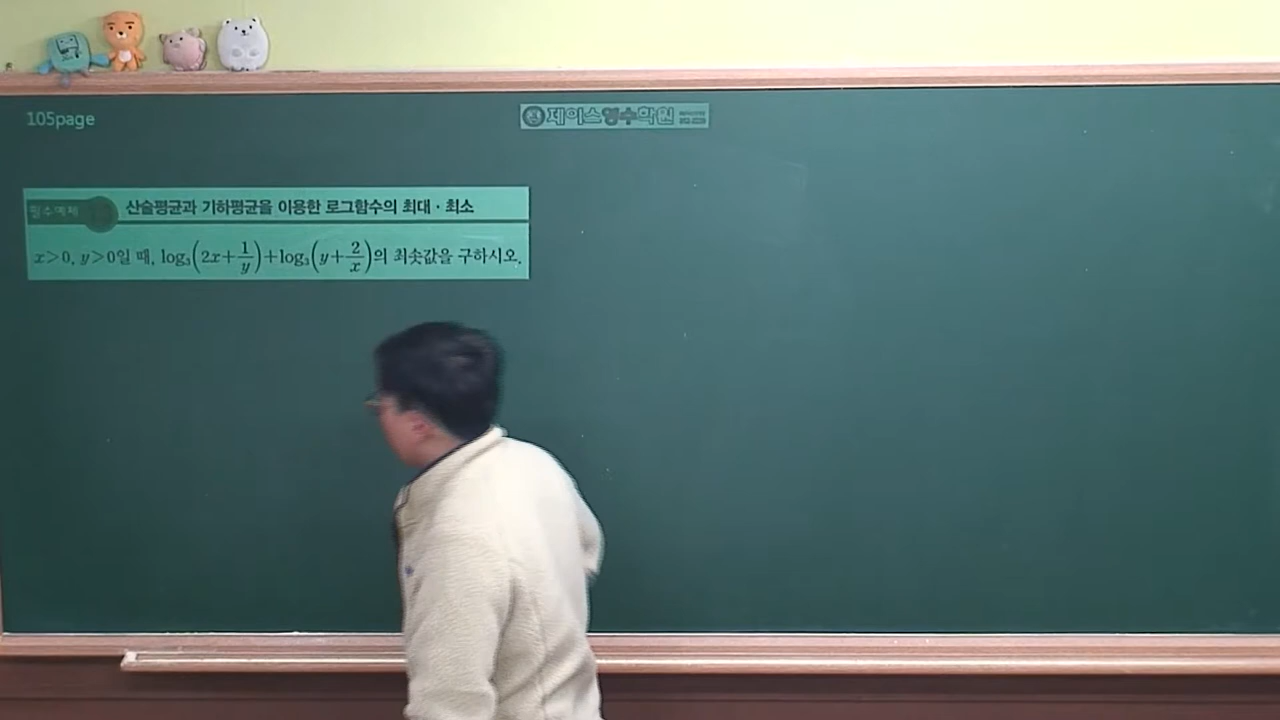 105page
제이스영수학원
필수예제 산술평균과 기하평균을 이용한 로그함수의 최대 · 최소
x>0, y>0일 때, log₃(2x+1/y)+log₃(y+2/x)의 최솟값을 구하시오.